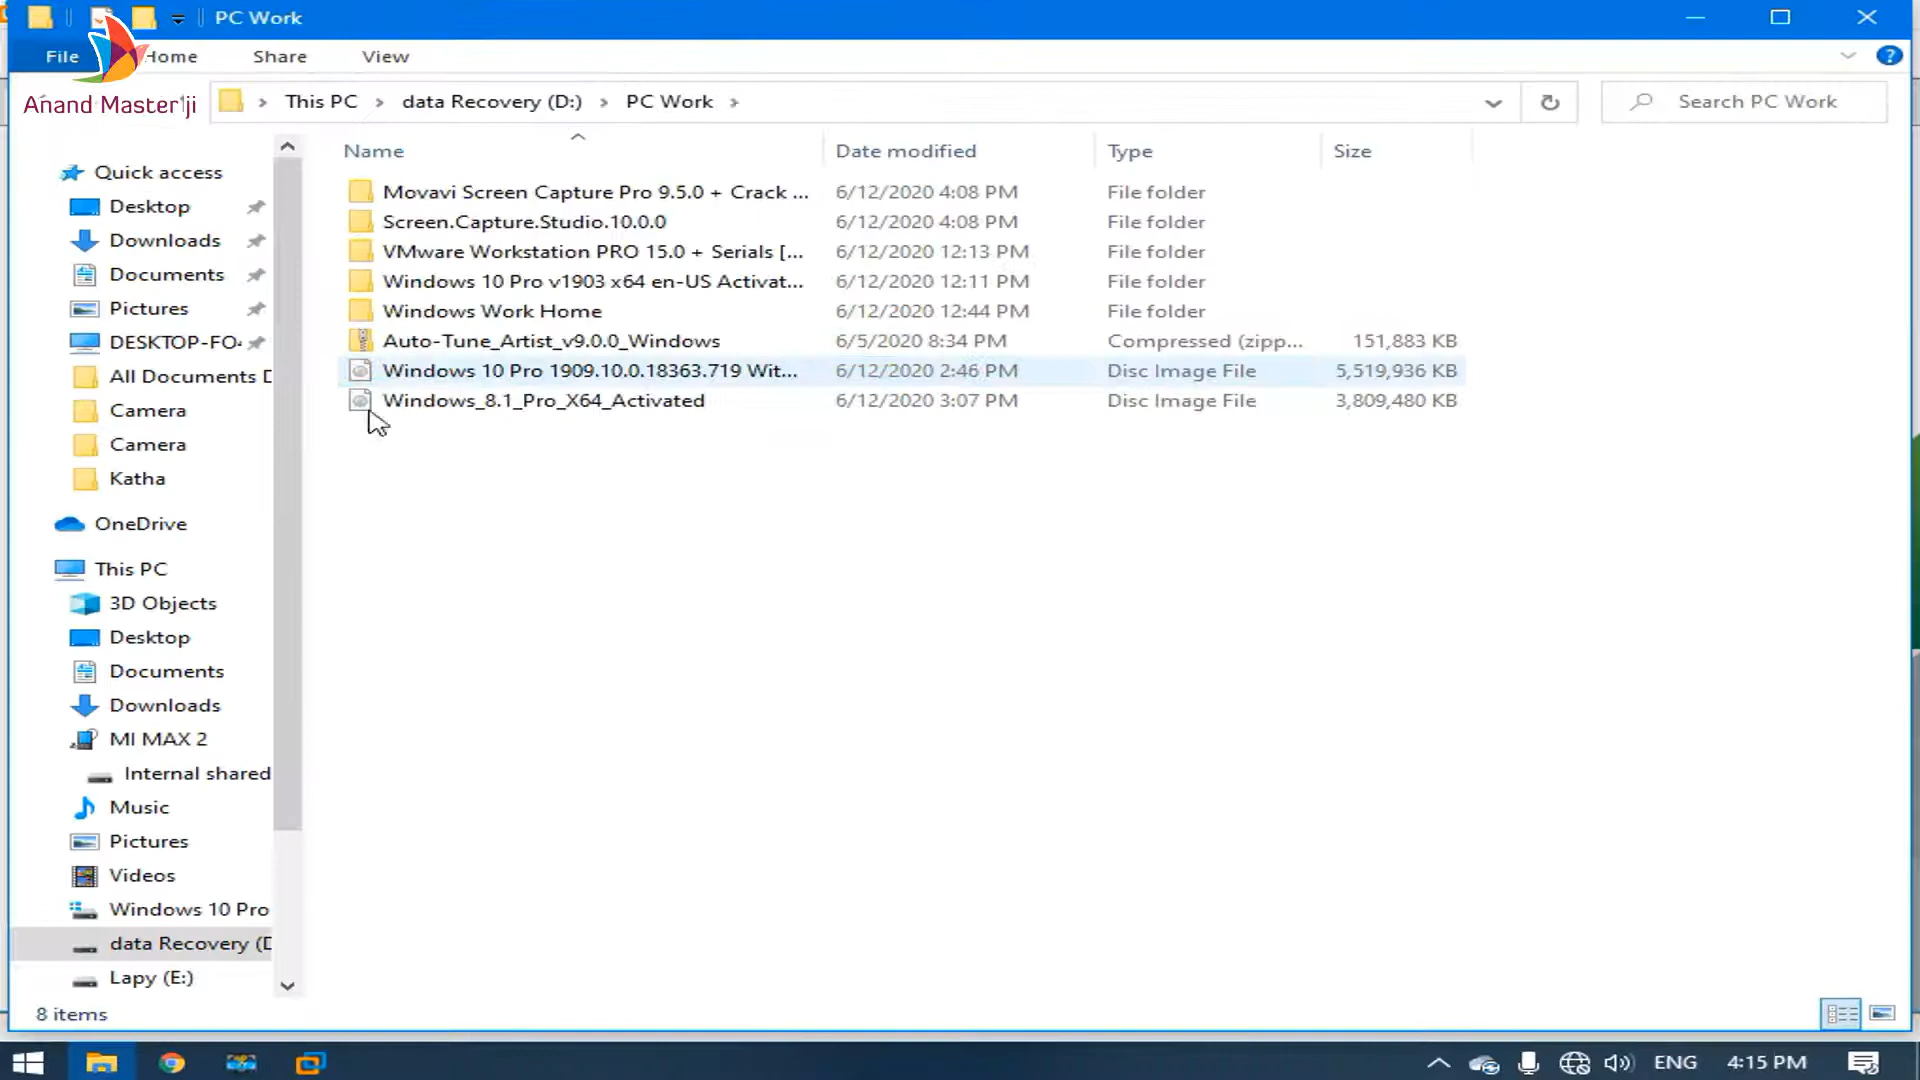 PC Work
File Home Share View
Anand Master ji
This PC > data Recovery (D:) > PC Work >
Search PC Work
Name Date modified Type Size
Movavi Screen Capture Pro 9.5.0 + Crack ... 6/12/2020 4:08 PM File folder
Screen.Capture.Studio.10.0.0 6/12/2020 4:08 PM File folder
VMware Workstation PRO 15.0 + Serials [... 6/12/2020 12:13 PM File folder
Windows 10 Pro v1903 x64 en-US Activat... 6/12/2020 12:11 PM File folder
Windows Work Home 6/12/2020 12:44 PM File folder
Auto-Tune_Artist_v9.0.0_Windows 6/5/2020 8:34 PM Compressed (zipp... 151,883 KB
Windows 10 Pro 1909.10.0.18363.719 Wit... 6/12/2020 2:46 PM Disc Image File 5,519,936 KB
Windows_8.1_Pro_X64_Activated 6/12/2020 3:07 PM Disc Image File 3,809,480 KB
Quick access
Desktop
Downloads
Documents
Pictures
DESKTOP-FO
All Documents D
Camera
Camera
Katha
OneDrive
This PC
3D Objects
Desktop
Documents
Downloads
MI MAX 2
Internal shared
Music
Pictures
Videos
Windows 10 Pro
data Recovery (D
Lapy (E:)
8 items
ENG 4:15 PM